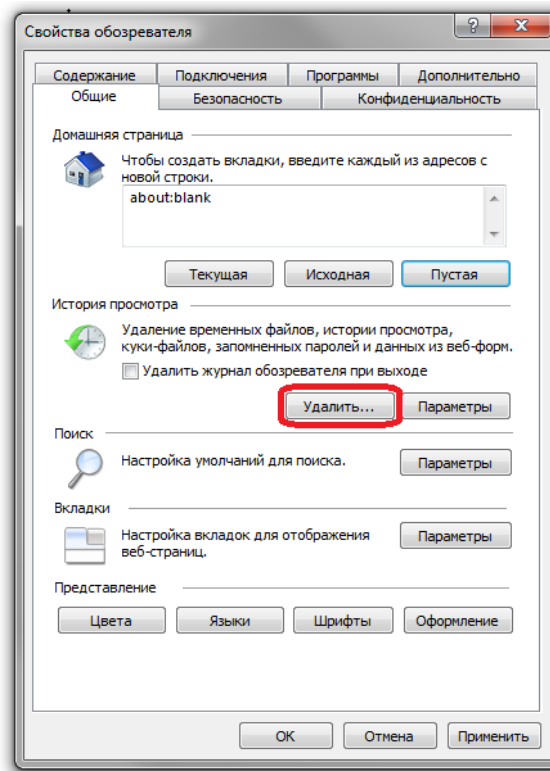 Свойства обозревателя
Содержание Подключения Программы Дополнительно
Общие Безопасность Конфиденциальность
Домашняя страница
Чтобы создать вкладки, введите каждый из адресов с
новой строки.
about:blank
Текущая Исходная Пустая
История просмотра
Удаление временных файлов, истории просмотра,
куки-файлов, запомненных паролей и данных из веб-форм.
Удалить журнал обозревателя при выходе
Удалить... Параметры
Поиск
Настройка умолчаний для поиска. Параметры
Вкладки
Настройка вкладок для отображения
веб-страниц. Параметры
Представление
Цвета Языки Шрифты Оформление
ОК Отмена Применить